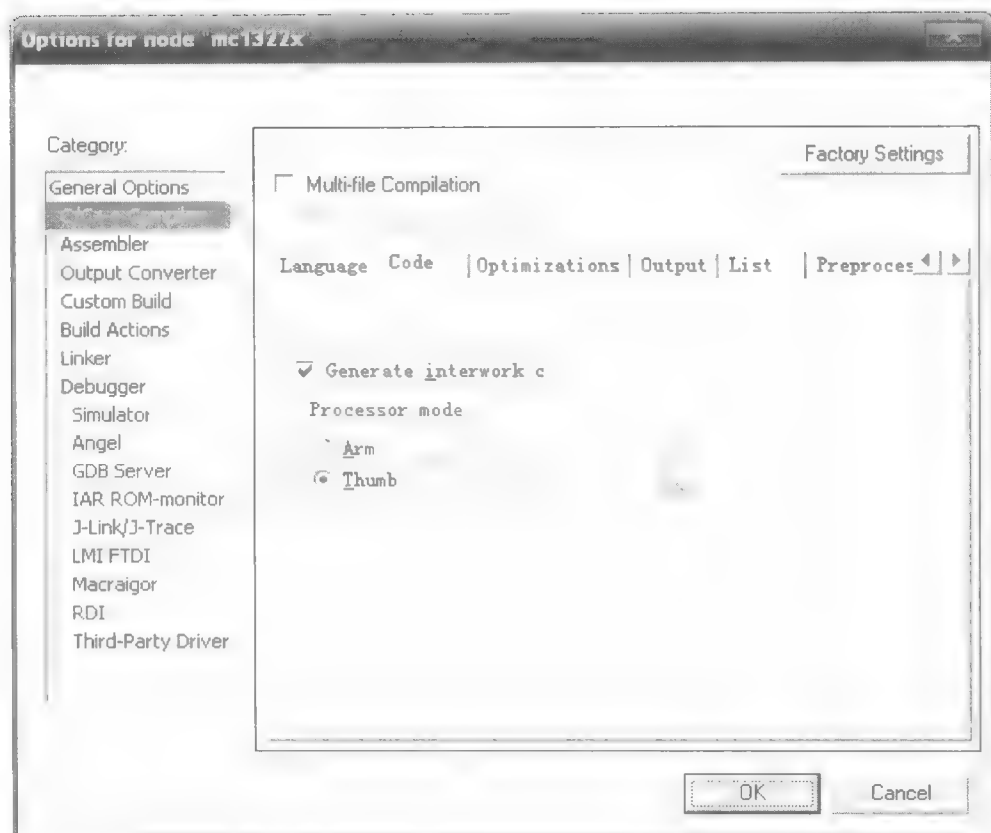 Options for node "mc1322x"
Category:
General Options
Assembler
Output Converter
Custom Build
Build Actions
Linker
Debugger
Simulator
Angel
GDB Server
IAR ROM-monitor
J-Link/J-Trace
LMI FTDI
Macraigor
RDI
Third-Party Driver
Factory Settings
Multi-file Compilation
Language Code Optimizations Output List Preproces
Generate interwork c
Processor mode
Arm
Thumb
OK Cancel